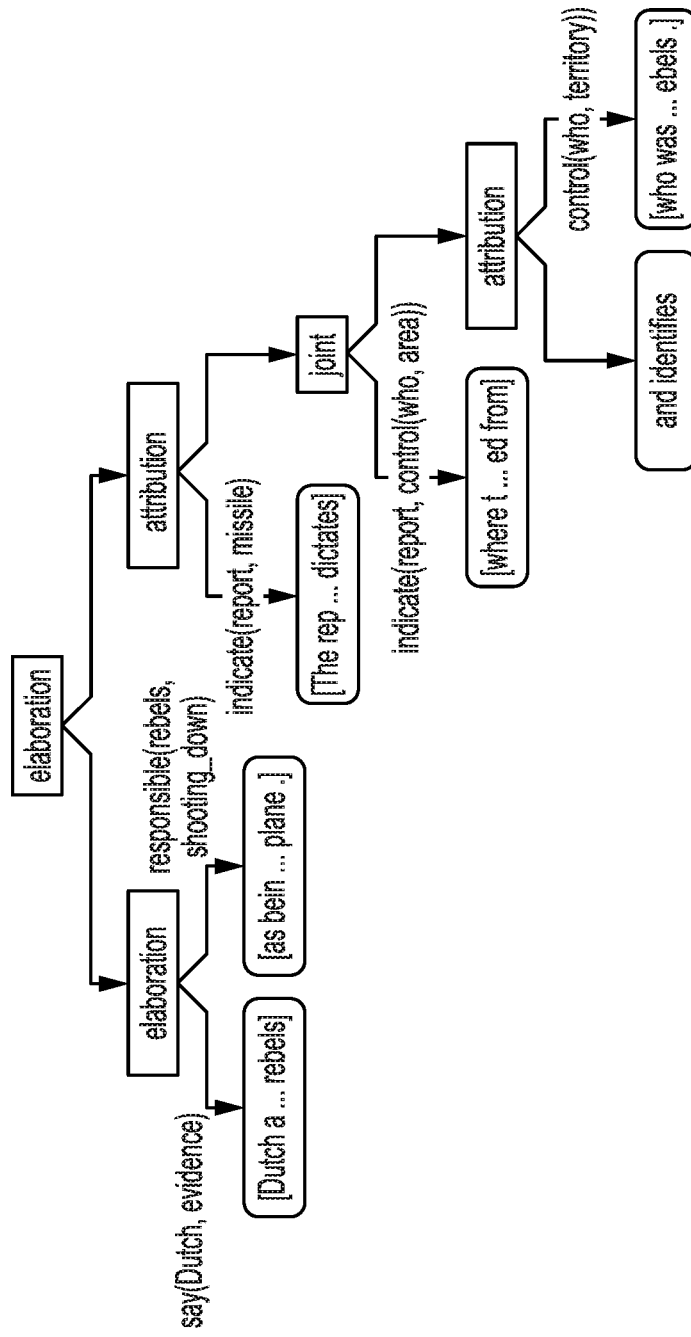 elaboration
elaboration
attribution
say(Dutch, evidence)
responsible(rebels,
shooting_down)
indicate(report, missile)
joint
[Dutch a ... rebels]
[as bein ... plane .]
[The rep ... dictates]
indicate(report, control(who, area))
attribution
[where t ... ed from]
control(who, territory))
and identifies
[who was ... ebels .]